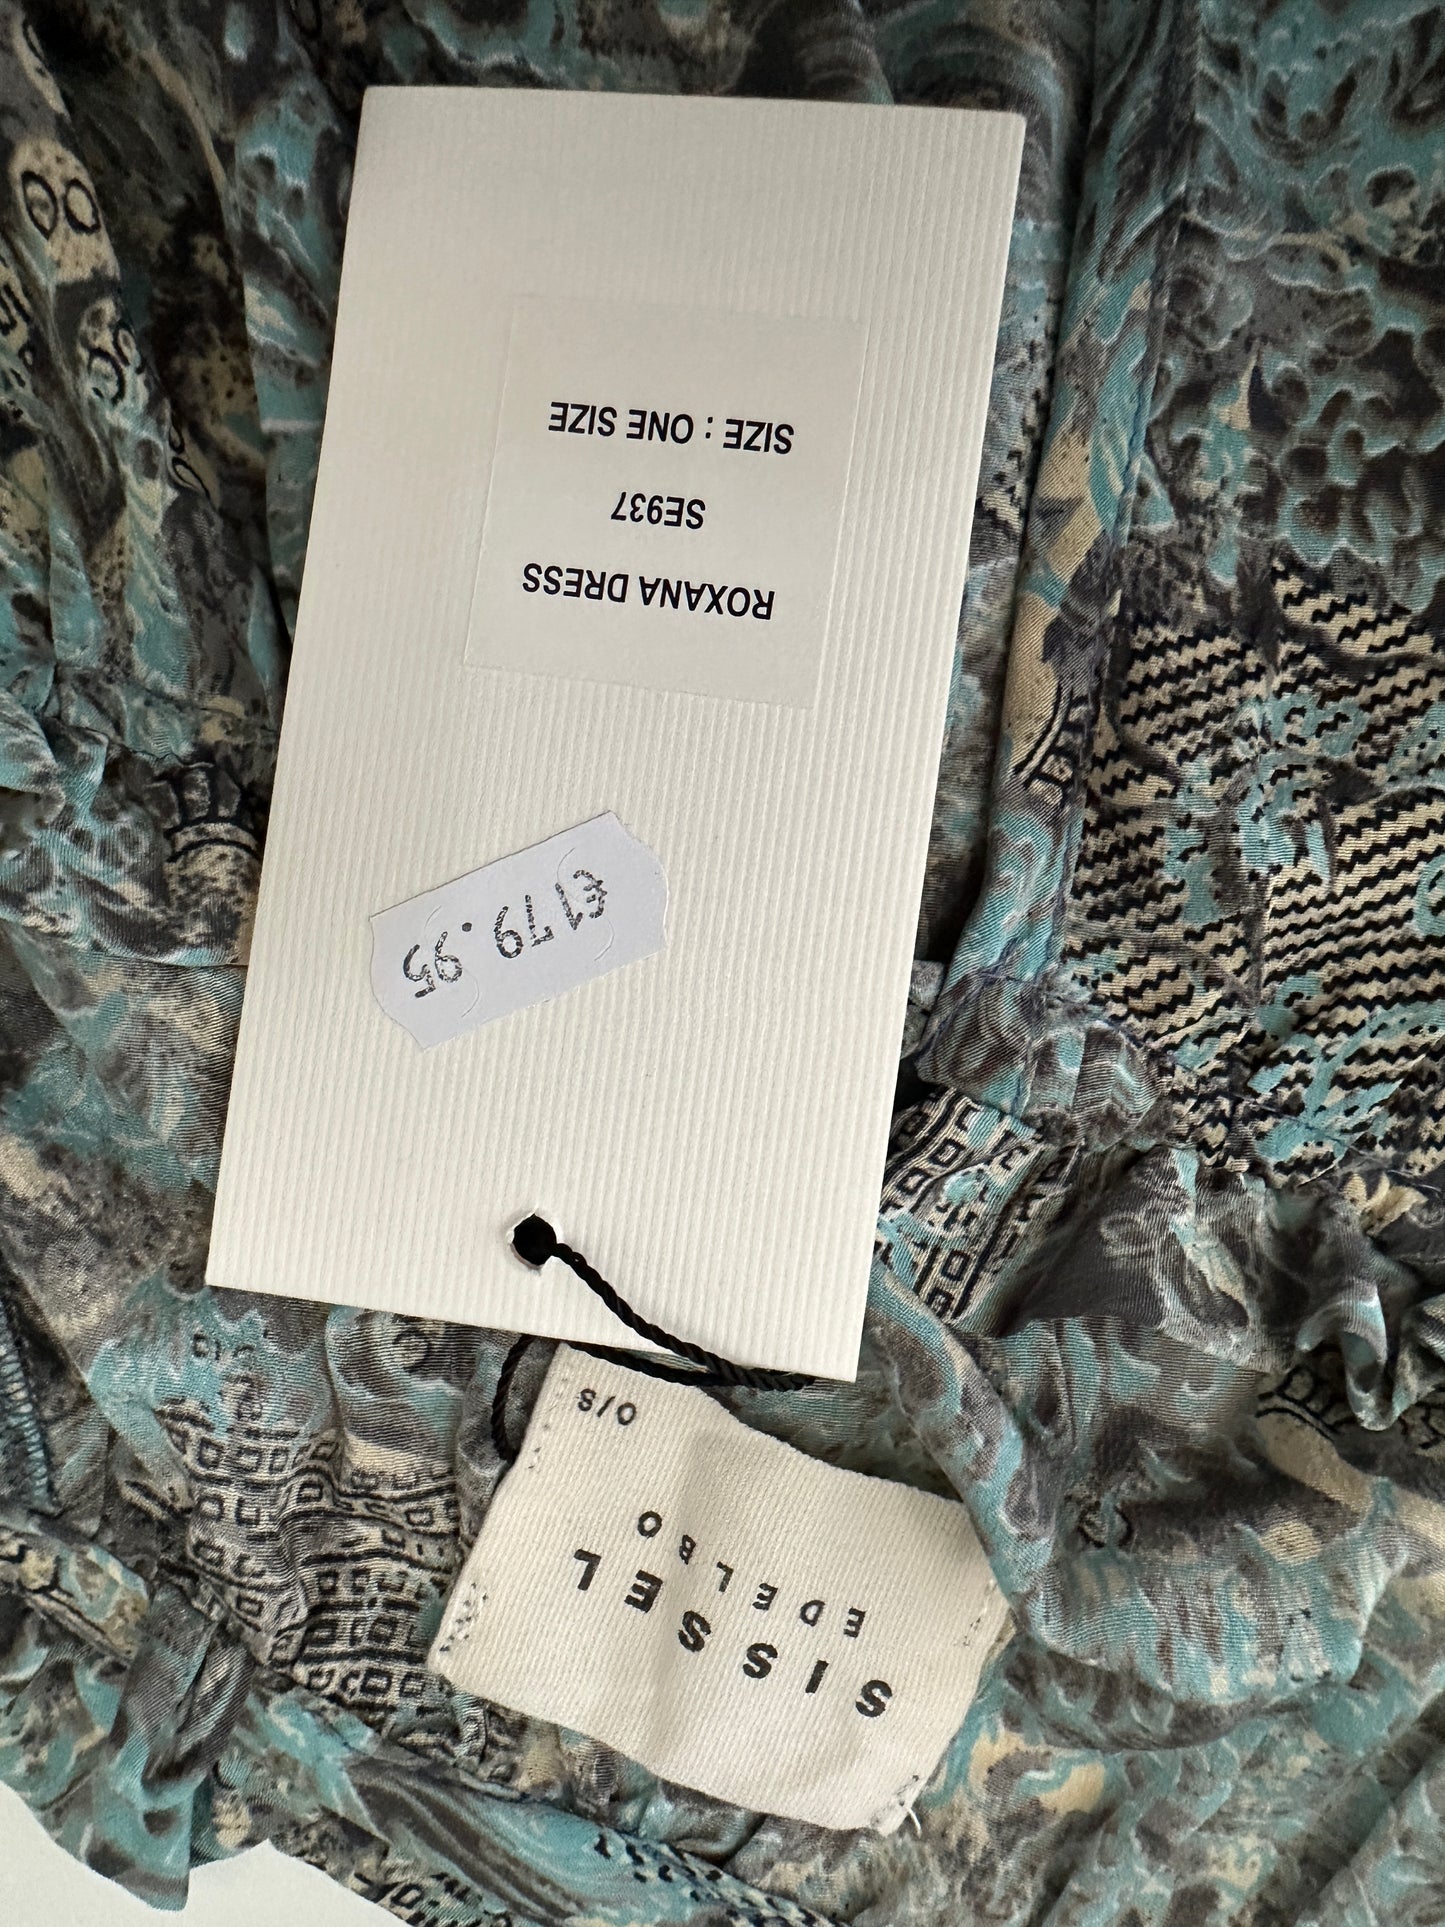 SISSEL
EDELBO
O/S
£179.95
ROXANA DRESS
SE937
SIZE : ONE SIZE